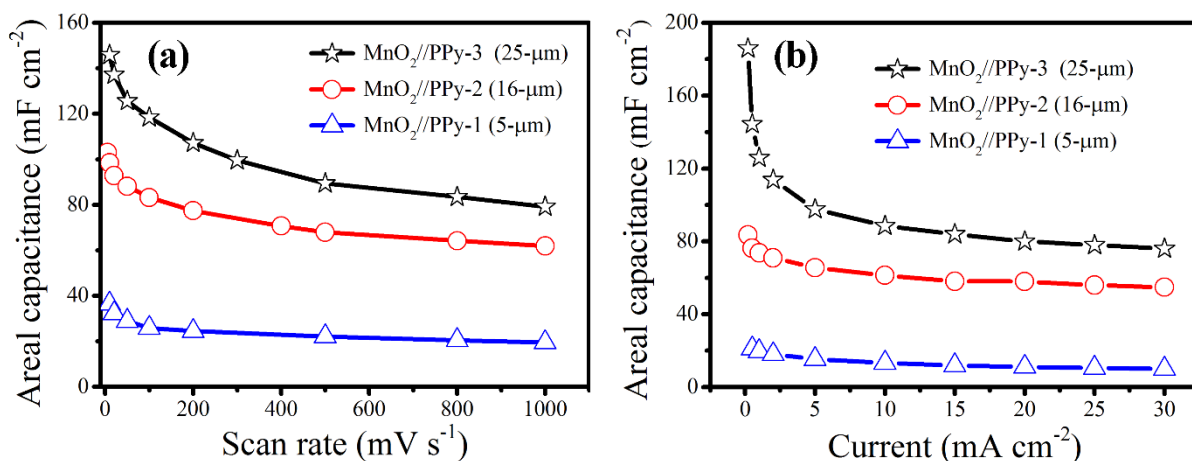 (a)
MnO₂//PPy-3 (25-μm)
MnO₂//PPy-2 (16-μm)
MnO₂//PPy-1 (5-μm)
Areal capacitance (mF cm⁻²)
160
120
80
40
0
0 200 400 600 800 1000
Scan rate (mV s⁻¹)
(b)
MnO₂//PPy-3 (25-μm)
MnO₂//PPy-2 (16-μm)
MnO₂//PPy-1 (5-μm)
Areal capacitance (mF cm⁻²)
200
160
120
80
40
0
0 5 10 15 20 25 30
Current (mA cm⁻²)